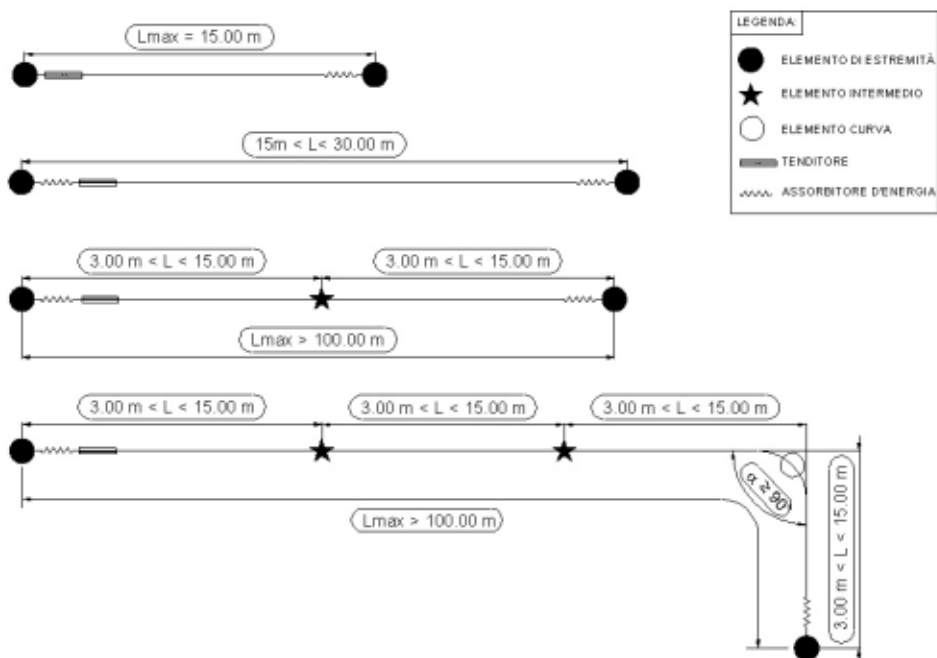 Lmax = 15.00 m
LEGENDA:
ELEMENTO DI ESTREMITÀ
ELEMENTO INTERMEDIO
ELEMENTO CURVA
TENDITORE
ASSORBITORE D'ENERGIA
15m < L< 30.00 m
3.00 m < L < 15.00 m
3.00 m < L < 15.00 m
Lmax > 100.00 m
3.00 m < L < 15.00 m
3.00 m < L < 15.00 m
3.00 m < L < 15.00 m
α ≥ 90°
3.00 m < L < 15.00 m
Lmax > 100.00 m